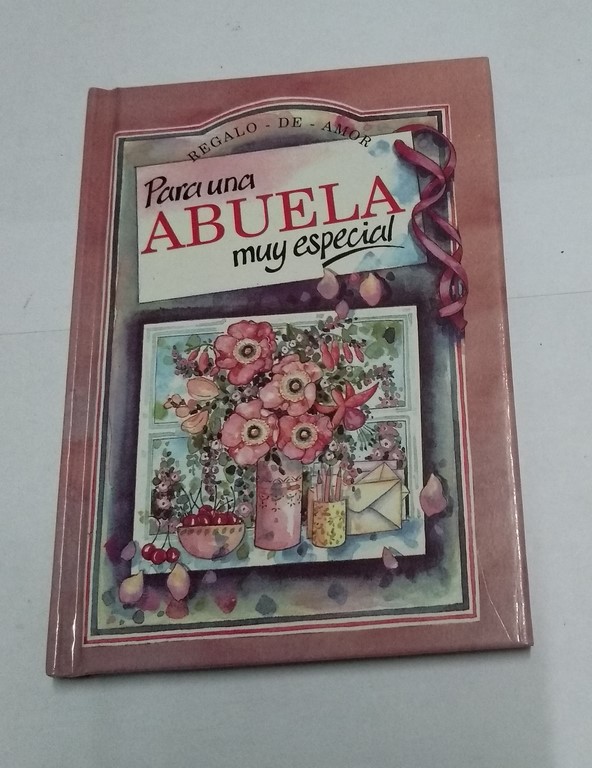 REGALO - DE - AMOR
Para una
ABUELA
muy especial